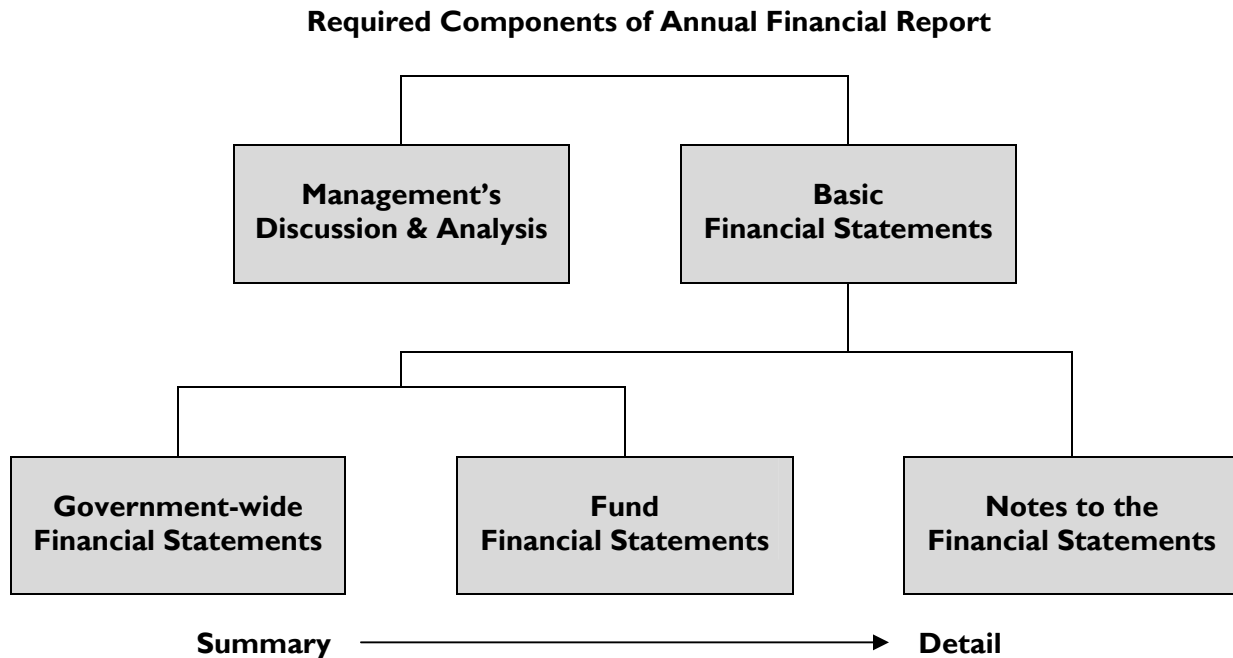 Required Components of Annual Financial Report
Management’s
Discussion & Analysis
Basic
Financial Statements
Government-wide
Financial Statements
Fund
Financial Statements
Notes to the
Financial Statements
Summary
Detail